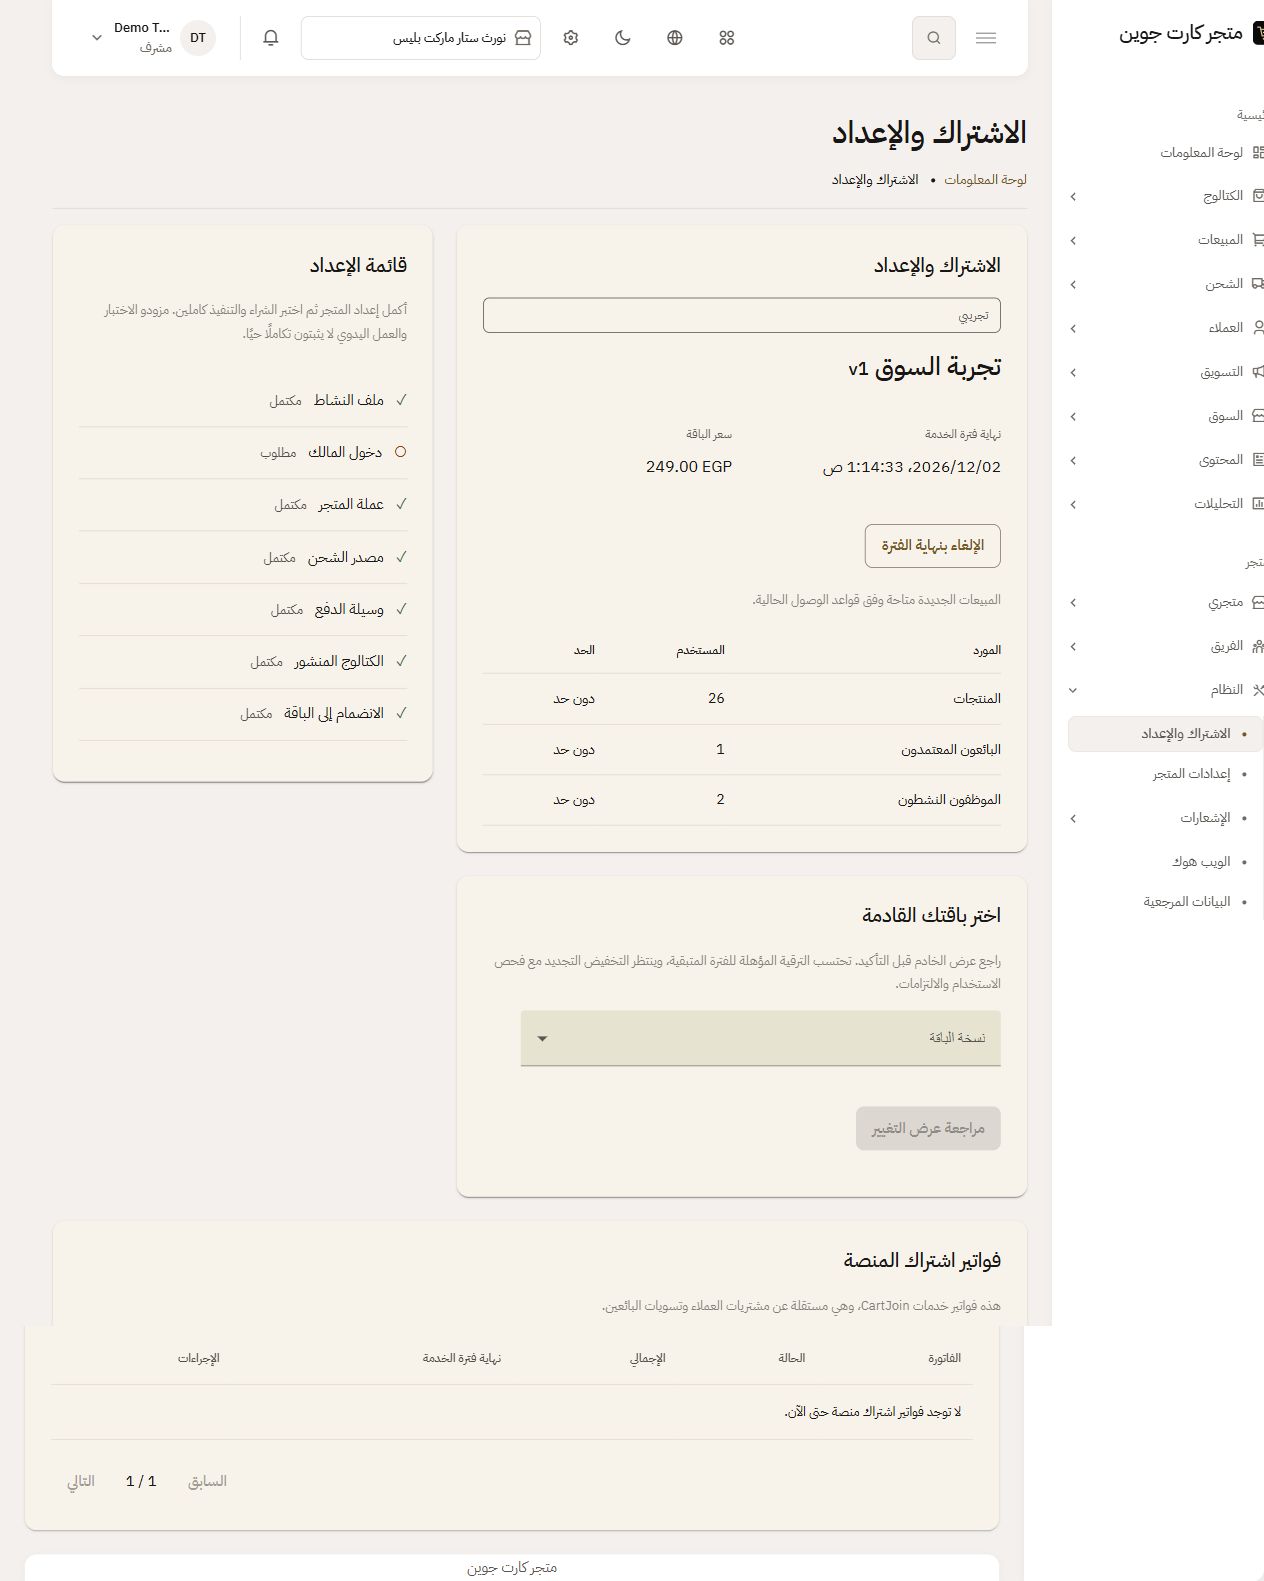 متجر كارت جوين
نورث ستار ماركت بليس
DT
Demo T...
مشرف
لوحة المعلومات
الكتالوج
المبيعات
الشحن
العملاء
التسويق
السوق
المحتوى
التحليلات
متجري
الفريق
النظام
الاشتراك والإعداد
إعدادات المتجر
الإشعارات
الويب هوك
البيانات المرجعية
الاشتراك والإعداد
لوحة المعلومات • الاشتراك والإعداد
الاشتراك والإعداد
تجريبي
تجربة السوق v1
نهاية فترة الخدمة
سعر الباقة
2026/12/02، 1:14:33 ص
249.00 EGP
الإلغاء بنهاية الفترة
المبيعات الجديدة متاحة وفق قواعد الوصول الحالية.
المورد المستخدم الحد
المنتجات 26 دون حد
البائعون المعتمدون 1 دون حد
الموظفون النشطون 2 دون حد
قائمة الإعداد
أكمل إعداد المتجر ثم اختبر الشراء والتنفيذ كاملين. مزودو الاختبار
والعمل اليدوي لا يثبتون تكاملًا حيًا.
✓ ملف النشاط مكتمل
○ دخول المالك مطلوب
✓ عملة المتجر مكتمل
✓ مصدر الشحن مكتمل
✓ وسيلة الدفع مكتمل
✓ الكتالوج المنشور مكتمل
✓ الانضمام إلى الباقة مكتمل
اختر باقتك القادمة
راجع عرض الخادم قبل التأكيد. تحتسب الترقية المؤهلة للفترة المتبقية، وينتظر التخفيض التجديد مع فحص
الاستخدام والالتزامات.
نسخة الباقة
مراجعة عرض التغيير
فواتير اشتراك المنصة
هذه فواتير خدمات CartJoin، وهي مستقلة عن مشتريات العملاء وتسويات البائعين.
الفاتورة الحالة الإجمالي نهاية فترة الخدمة الإجراءات
لا توجد فواتير اشتراك منصة حتى الآن.
السابق 1 / 1 التالي
متجر كارت جوين